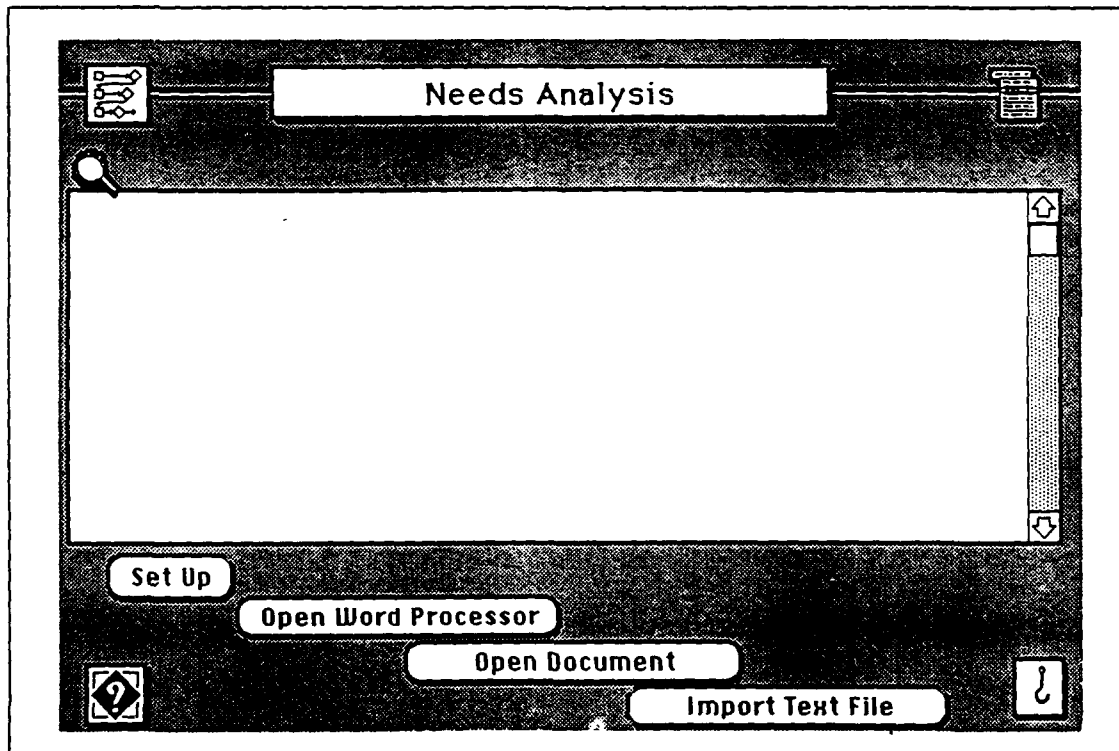 Needs Analysis
Set Up
Open Word Processor
Open Document
?
Import Text File